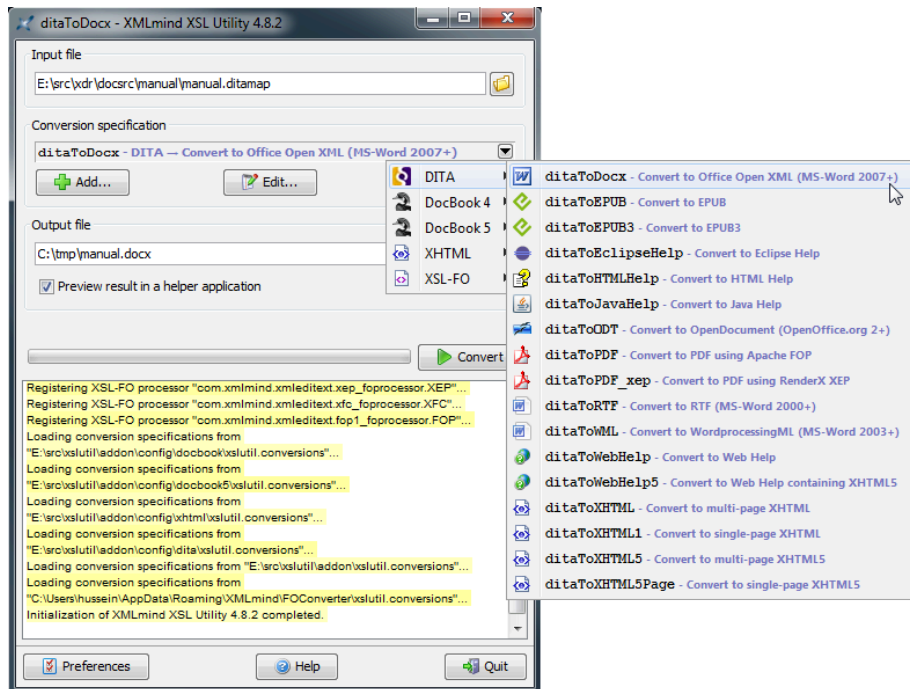 ditaToDocx - XMLmind XSL Utility 4.8.2
Input file
E:\src\xdr\docsrc\manual\manual.ditamap
Conversion specification
ditaToDocx - DITA → Convert to Office Open XML (MS-Word 2007+)
Add...
Edit...
Output file
C:\tmp\manual.docx
Preview result in a helper application
Convert
DITA
DocBook 4
DocBook 5
XHTML
XSL-FO
ditaToDocx - Convert to Office Open XML (MS-Word 2007+)
ditaToEPUB - Convert to EPUB
ditaToEPUB3 - Convert to EPUB3
ditaToEclipseHelp - Convert to Eclipse Help
ditaToHTMLHelp - Convert to HTML Help
ditaToJavaHelp - Convert to Java Help
ditaToODT - Convert to OpenDocument (OpenOffice.org 2+)
ditaToPDF - Convert to PDF using Apache FOP
ditaToPDF_xep - Convert to PDF using RenderX XEP
ditaToRTF - Convert to RTF (MS-Word 2000+)
ditaToWML - Convert to WordprocessingML (MS-Word 2003+)
ditaToWebHelp - Convert to Web Help
ditaToWebHelp5 - Convert to Web Help containing XHTML5
ditaToXHTML - Convert to multi-page XHTML
ditaToXHTML1 - Convert to single-page XHTML
ditaToXHTML5 - Convert to multi-page XHTML5
ditaToXHTML5Page - Convert to single-page XHTML5
Registering XSL-FO processor "com.xmlmind.xmleditext.xep_foprocessor.XEP"...
Registering XSL-FO processor "com.xmlmind.xmleditext.xfc_foprocessor.XFC"...
Registering XSL-FO processor "com.xmlmind.xmleditext.fop1_foprocessor.FOP"...
Loading conversion specifications from
"E:\src\xslutil\addon\config\docbook\xslutil.conversions"...
Loading conversion specifications from
"E:\src\xslutil\addon\config\docbook5\xslutil.conversions"...
Loading conversion specifications from
"E:\src\xslutil\addon\config\xhtml\xslutil.conversions"...
Loading conversion specifications from
"E:\src\xslutil\addon\config\dita\xslutil.conversions"...
Loading conversion specifications from "E:\src\xslutil\addon\xslutil.conversions"...
Loading conversion specifications from
"C:\Users\hussein\AppData\Roaming\XMLmind\FOConverter\xslutil.conversions"...
Initialization of XMLmind XSL Utility 4.8.2 completed.
Preferences
Help
Quit